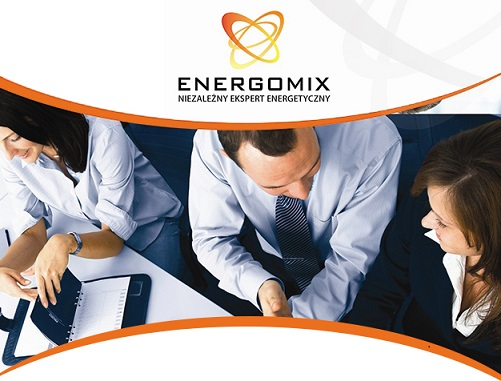 ENERGOMIX
NIEZALEŻNY EKSPERT ENERGETYCZNY